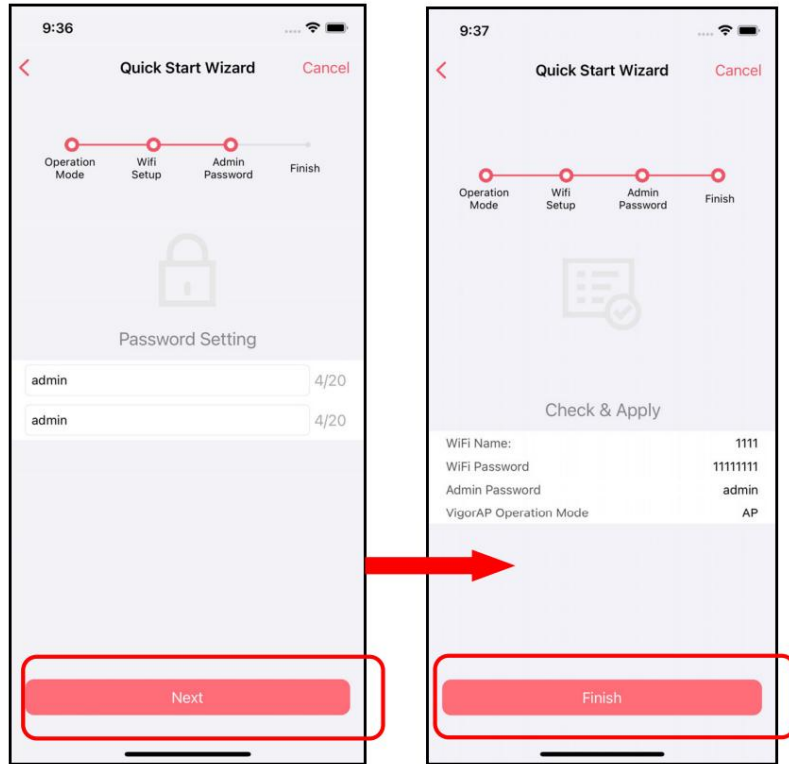 9:36
Quick Start Wizard Cancel
Operation Mode
Wifi Setup
Admin Password
Finish
Password Setting
admin 4/20
admin 4/20
Next
9:37
Quick Start Wizard Cancel
Operation Mode
Wifi Setup
Admin Password
Finish
Check & Apply
WiFi Name: 1111
WiFi Password 11111111
Admin Password admin
VigorAP Operation Mode AP
Finish